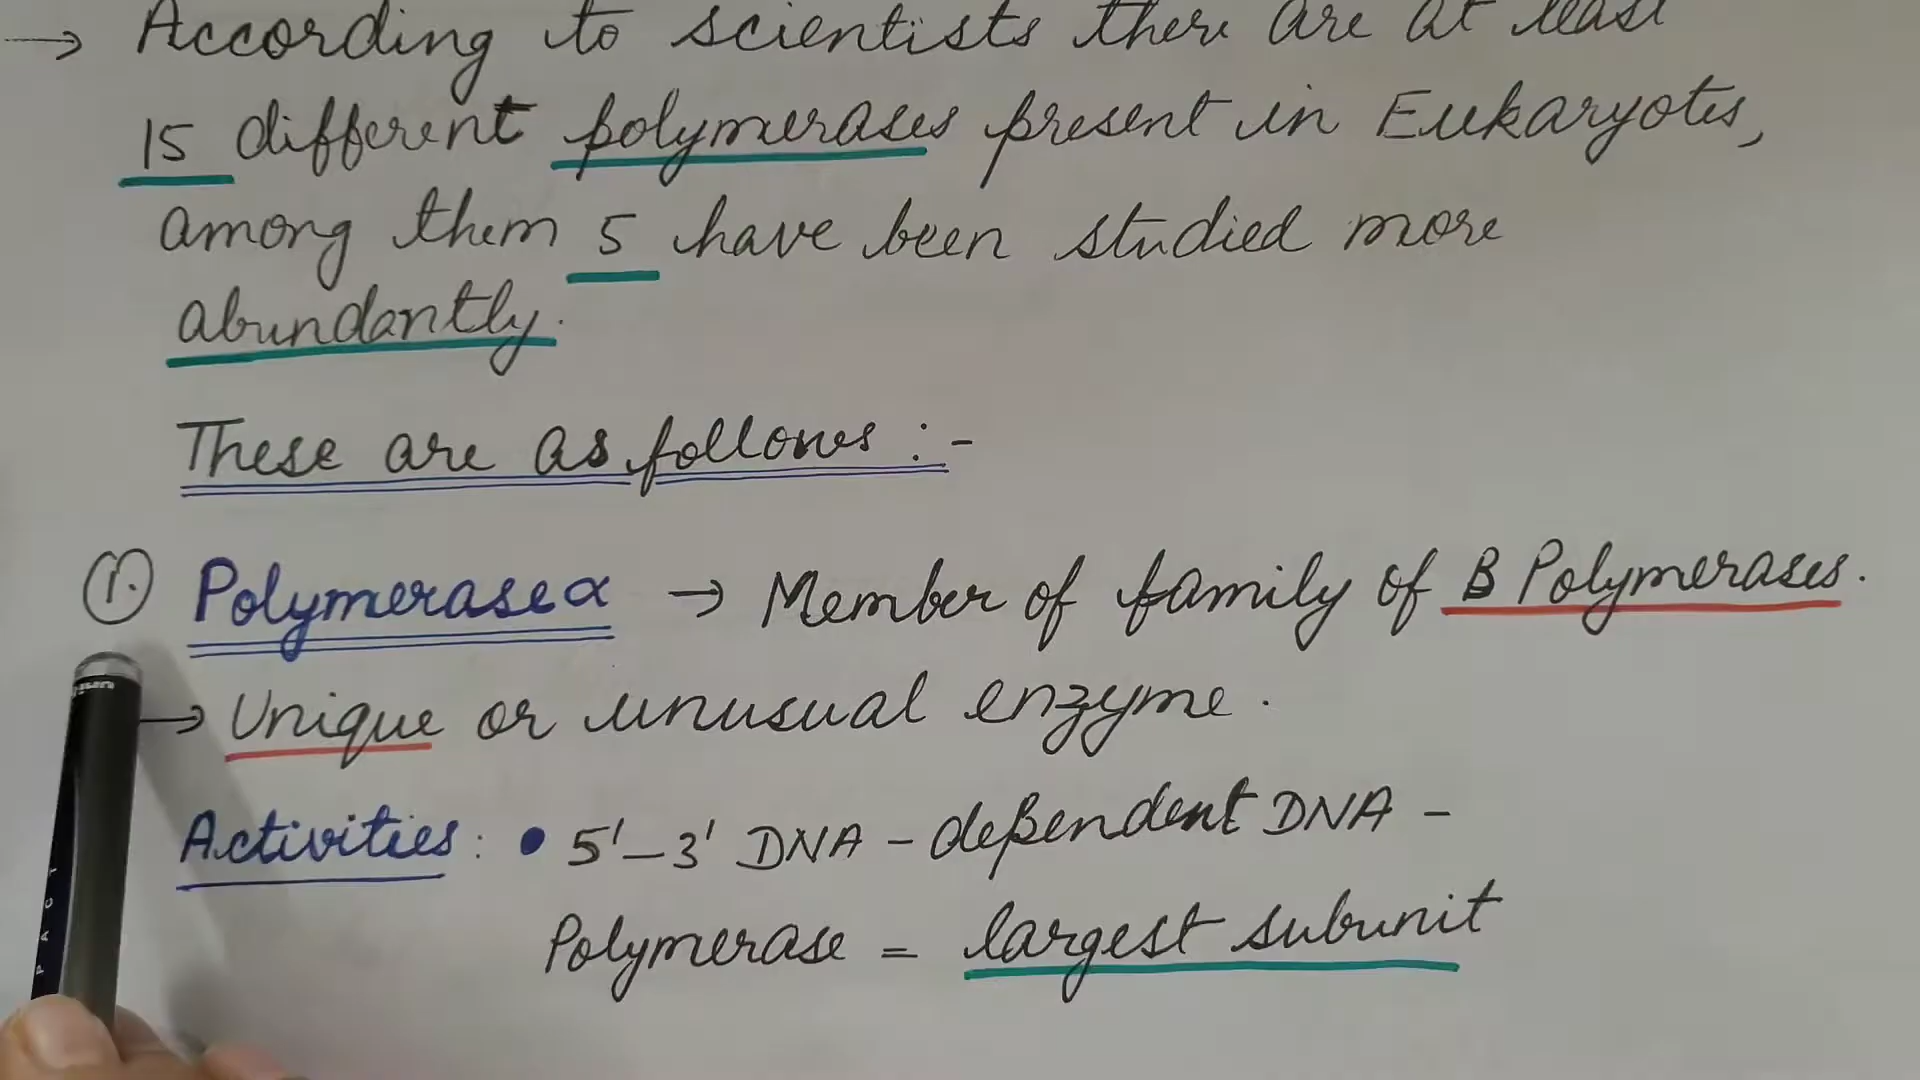 → According to scientists there are at least
15 different polymerases present in Eukaryotes,
among them 5 have been studied more
abundantly.
These are as follows :-
1. Polymerase α → Member of family of B Polymerases.
→ Unique or unusual enzyme.
Activities : • 5'-3' DNA - dependent DNA -
Polymerase = largest subunit
PACT